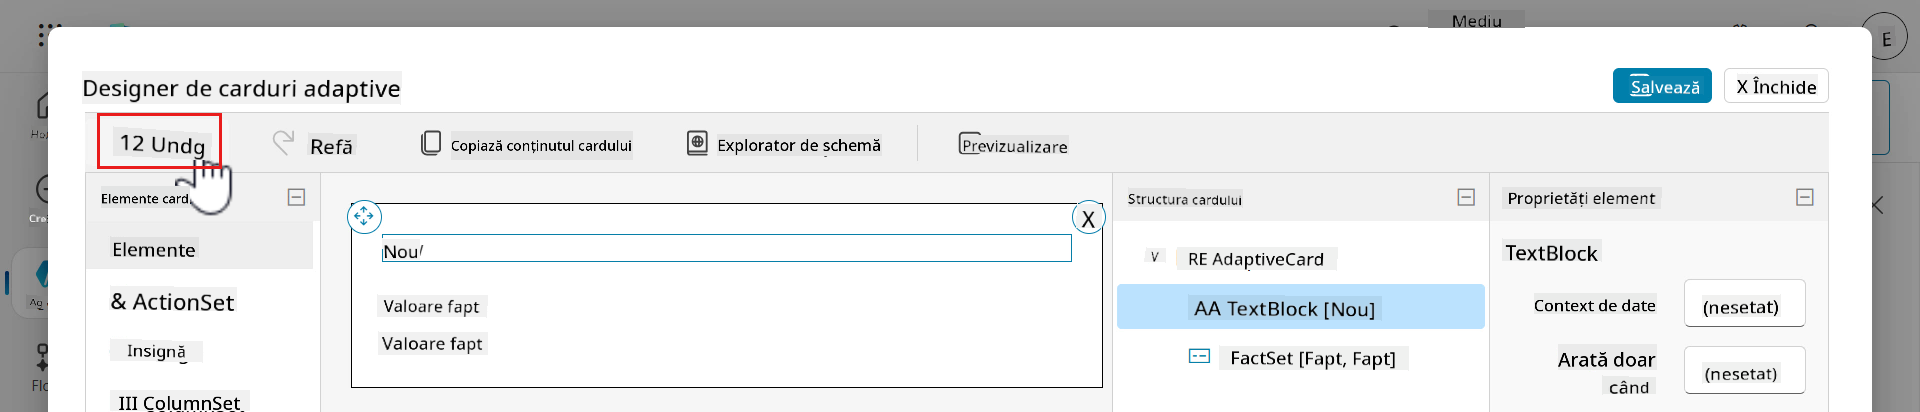 Mediu
E
Designer de carduri adaptive
Salvează
X Închide
12 Undg
Refă
Copiază conținutul cardului
Explorator de schemă
Previzualizare
Elemente card
Structura cardului
Proprietăți element
X
Elemente
Nou
V
RE AdaptiveCard
TextBlock
& ActionSet
Valoare fapt
AA TextBlock [Nou]
Context de date
(nesetat)
Insignă
Valoare fapt
FactSet [Fapt, Fapt]
Arată doar
când
(nesetat)
III ColumnSet